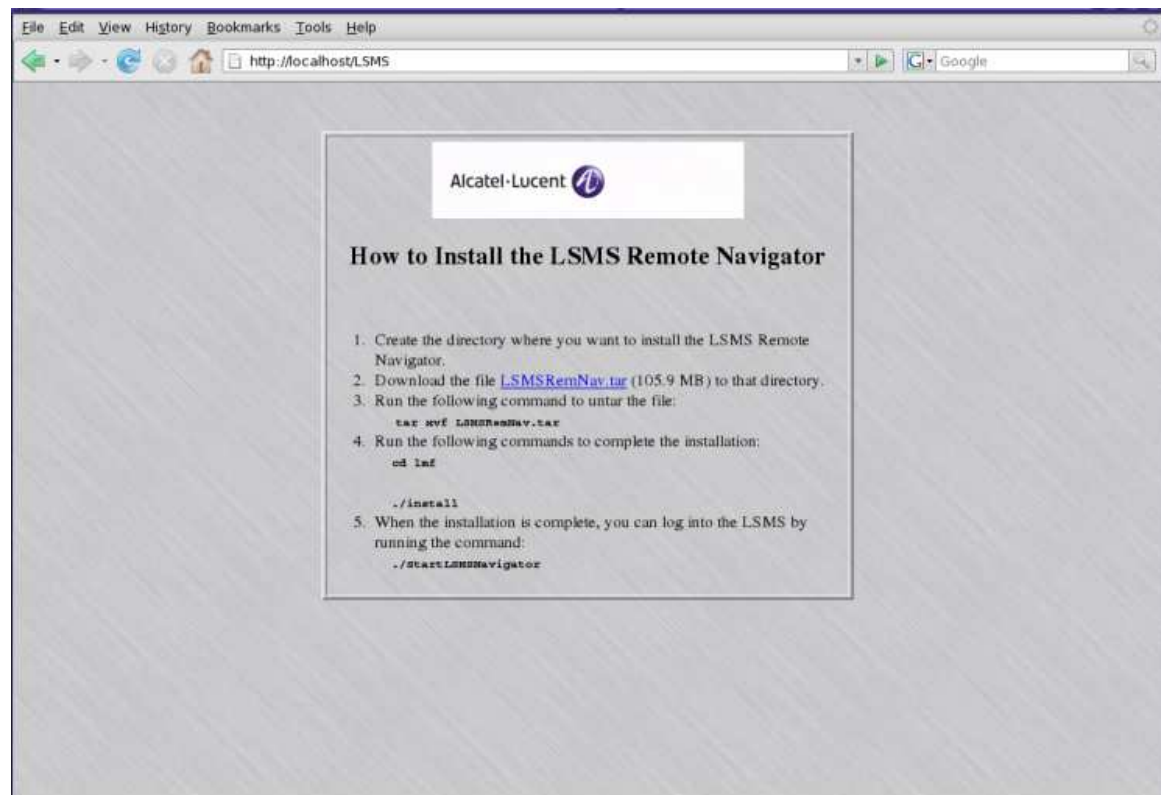 File Edit View History Bookmarks Tools Help
http://localhost/LSMS
G Google
Alcatel·Lucent
How to Install the LSMS Remote Navigator
1. Create the directory where you want to install the LSMS Remote
Navigator.
2. Download the file LSMSRemNav.tar (105.9 MB) to that directory.
3. Run the following command to untar the file:
tar xvf LSMSRemNav.tar
4. Run the following commands to complete the installation:
cd lmf
./install
5. When the installation is complete, you can log into the LSMS by
running the command:
./StartLSMSNavigator